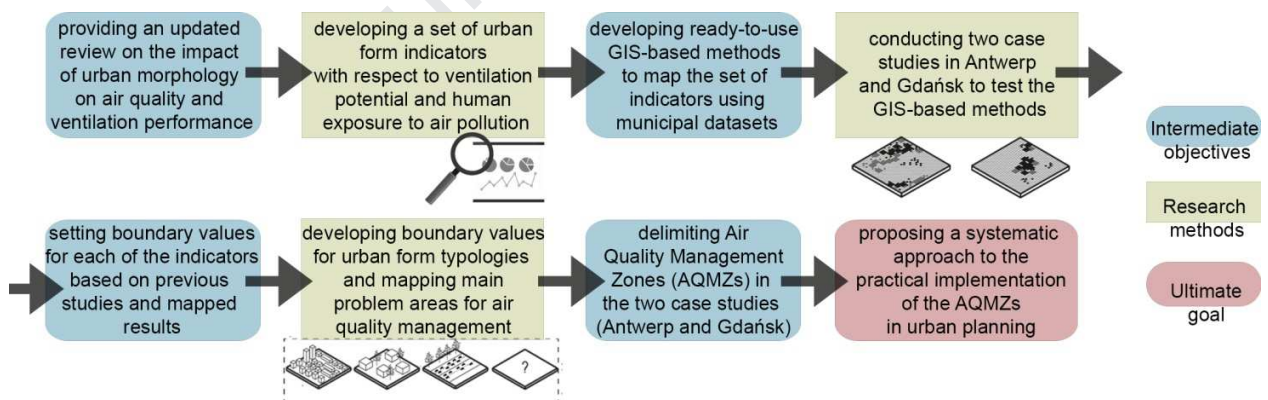 providing an updated
review on the impact
of urban morphology
on air quality and
ventilation performance
developing a set of urban
form indicators
with respect to ventilation
potential and human
exposure to air pollution
developing ready-to-use
GIS-based methods
to map the set of
indicators using
municipal datasets
conducting two case
studies in Antwerp
and Gdańsk to test the
GIS-based methods
Intermediate
objectives
Research
methods
Ultimate
goal
setting boundary values
for each of the indicators
based on previous
studies and mapped
results
developing boundary values
for urban form typologies
and mapping main
problem areas for air
quality management
?
delimiting Air
Quality Management
Zones (AQMZs) in
the two case studies
(Antwerp and Gdańsk)
proposing a systematic
approach to the
practical implementation
of the AQMZs
in urban planning